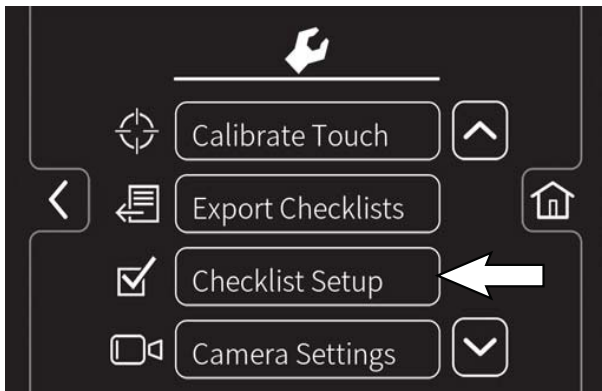 Calibrate Touch
Export Checklists
Checklist Setup
Camera Settings